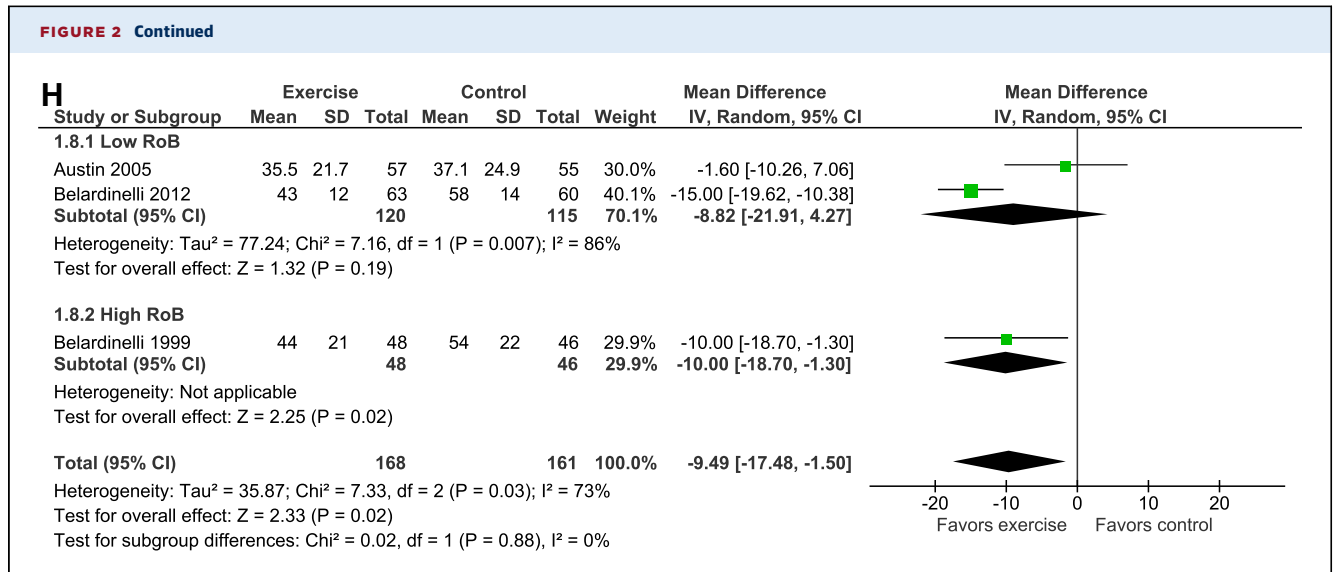 FIGURE 2 Continued
H
Exercise Control Mean Difference Mean Difference
Study or Subgroup Mean SD Total Mean SD Total Weight IV, Random, 95% CI IV, Random, 95% CI
1.8.1 Low RoB
Austin 2005 35.5 21.7 57 37.1 24.9 55 30.0% -1.60 [-10.26, 7.06]
Belardinelli 2012 43 12 63 58 14 60 40.1% -15.00 [-19.62, -10.38]
Subtotal (95% CI) 120 115 70.1% -8.82 [-21.91, 4.27]
Heterogeneity: Tau² = 77.24; Chi² = 7.16, df = 1 (P = 0.007); I² = 86%
Test for overall effect: Z = 1.32 (P = 0.19)
1.8.2 High RoB
Belardinelli 1999 44 21 48 54 22 46 29.9% -10.00 [-18.70, -1.30]
Subtotal (95% CI) 48 46 29.9% -10.00 [-18.70, -1.30]
Heterogeneity: Not applicable
Test for overall effect: Z = 2.25 (P = 0.02)
Total (95% CI) 168 161 100.0% -9.49 [-17.48, -1.50]
Heterogeneity: Tau² = 35.87; Chi² = 7.33, df = 2 (P = 0.03); I² = 73%
Test for overall effect: Z = 2.33 (P = 0.02)
Test for subgroup differences: Chi² = 0.02, df = 1 (P = 0.88), I² = 0%
-20 -10 0 10 20
Favors exercise Favors control